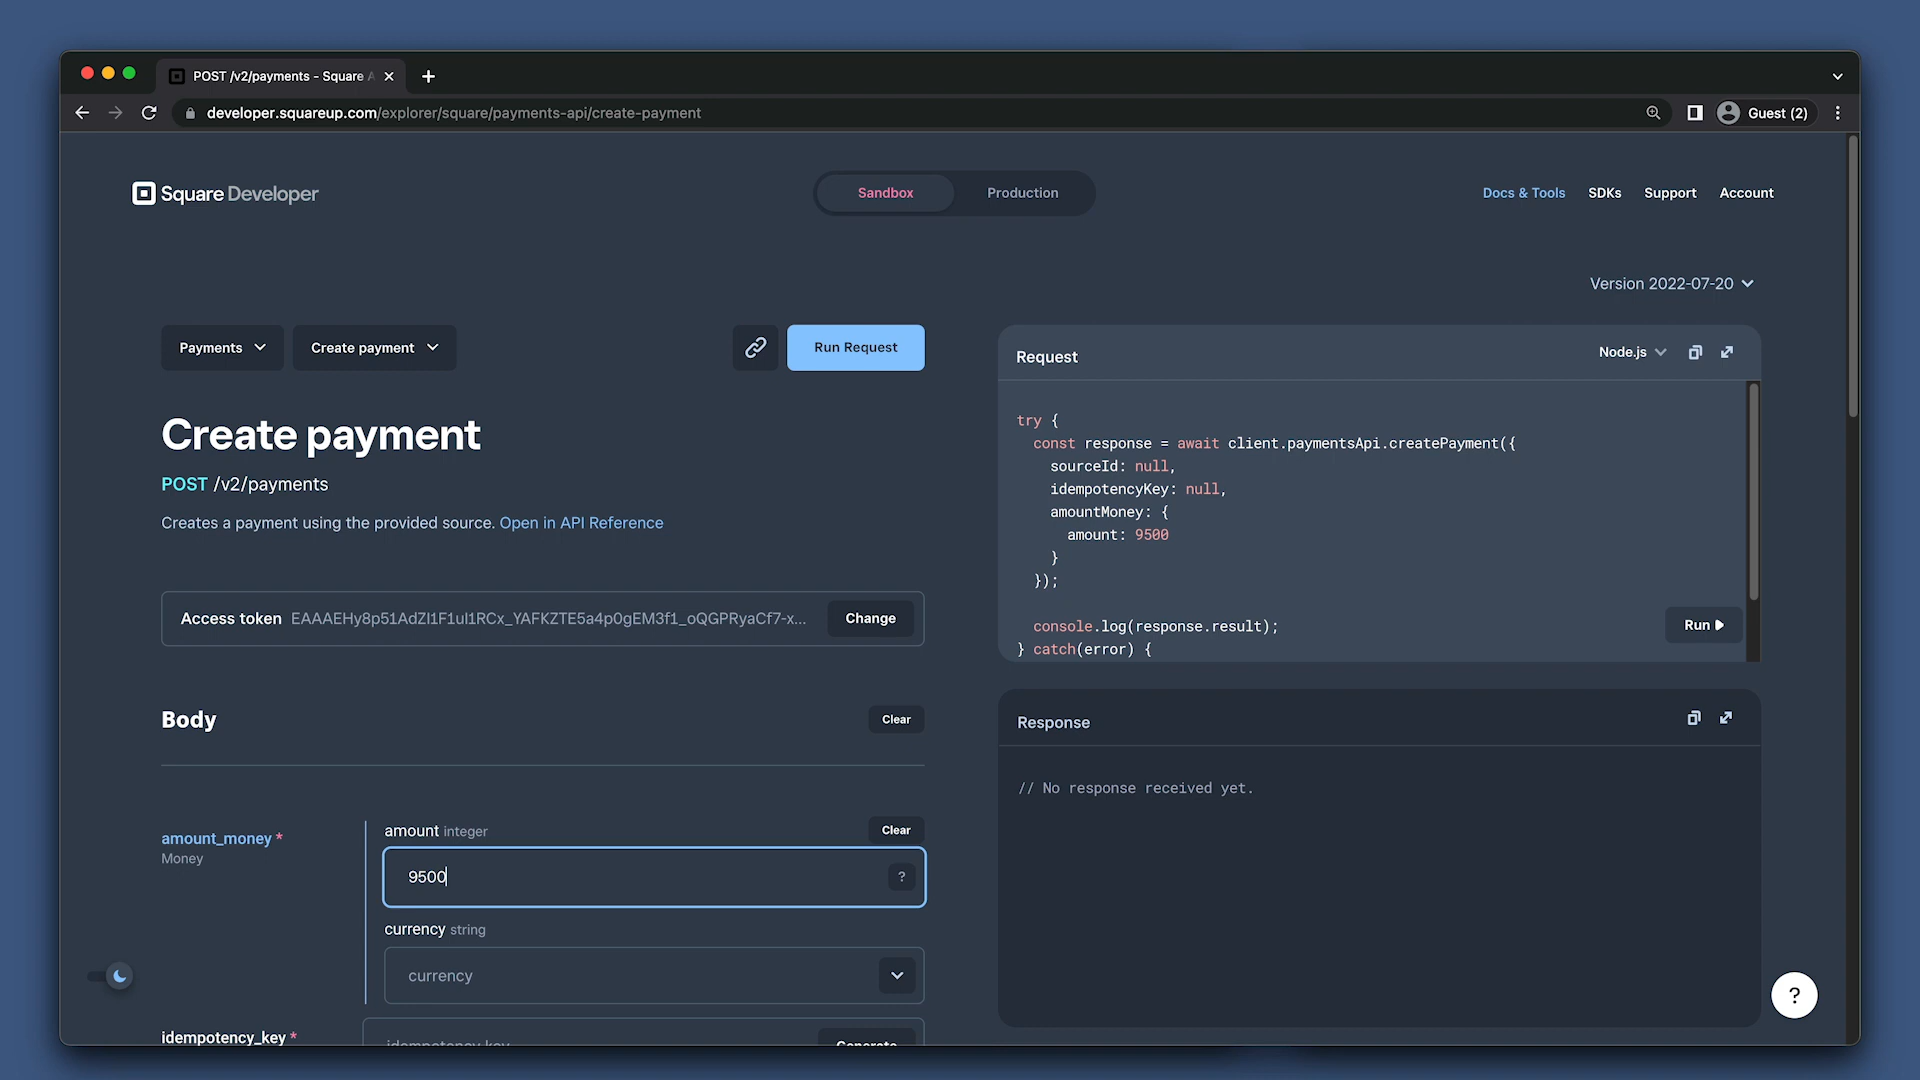 POST /v2/payments - Square A
developer.squareup.com/explorer/square/payments-api/create-payment
Guest (2)
Square Developer
Sandbox
Production
Docs & Tools
SDKs
Support
Account
Version 2022-07-20
Payments
Create payment
Run Request
Create payment
POST /v2/payments
Creates a payment using the provided source. Open in API Reference
Access token EAAAEHy8p51AdZI1F1uI1RCx_YAFKZTE5a4p0gEM3f1_oQGPRyaCf7-x...
Change
Body
Clear
amount_money *
Money
amount integer
Clear
9500
?
currency string
currency
idempotency_key *
idempotency key
Generate
Request
Node.js
try {
const response = await client.paymentsApi.createPayment({
sourceId: null,
idempotencyKey: null,
amountMoney: {
amount: 9500
}
});
console.log(response.result);
} catch(error) {
Run
Response
// No response received yet.
?